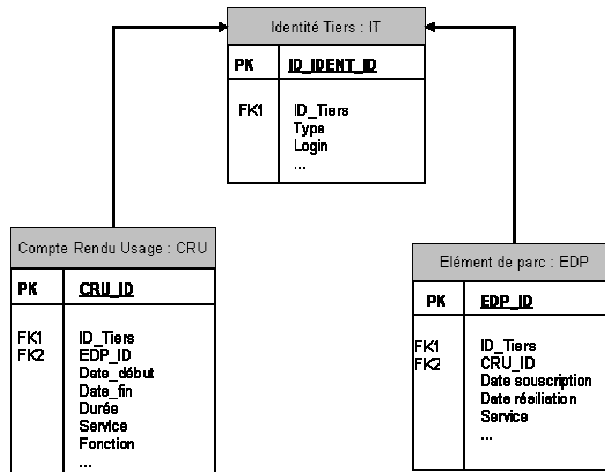 Identité Tiers : IT
PK ID_IDENT_ID
FK1 ID_Tiers
Type
Login
...
Compte Rendu Usage : CRU
PK CRU_ID
FK1 ID_Tiers
FK2 EDP_ID
Date_début
Date_fin
Durée
Service
Fonction
...
Elément de parc : EDP
PK EDP_ID
FK1 ID_Tiers
FK2 CRU_ID
Date souscription
Date résiliation
Service
...